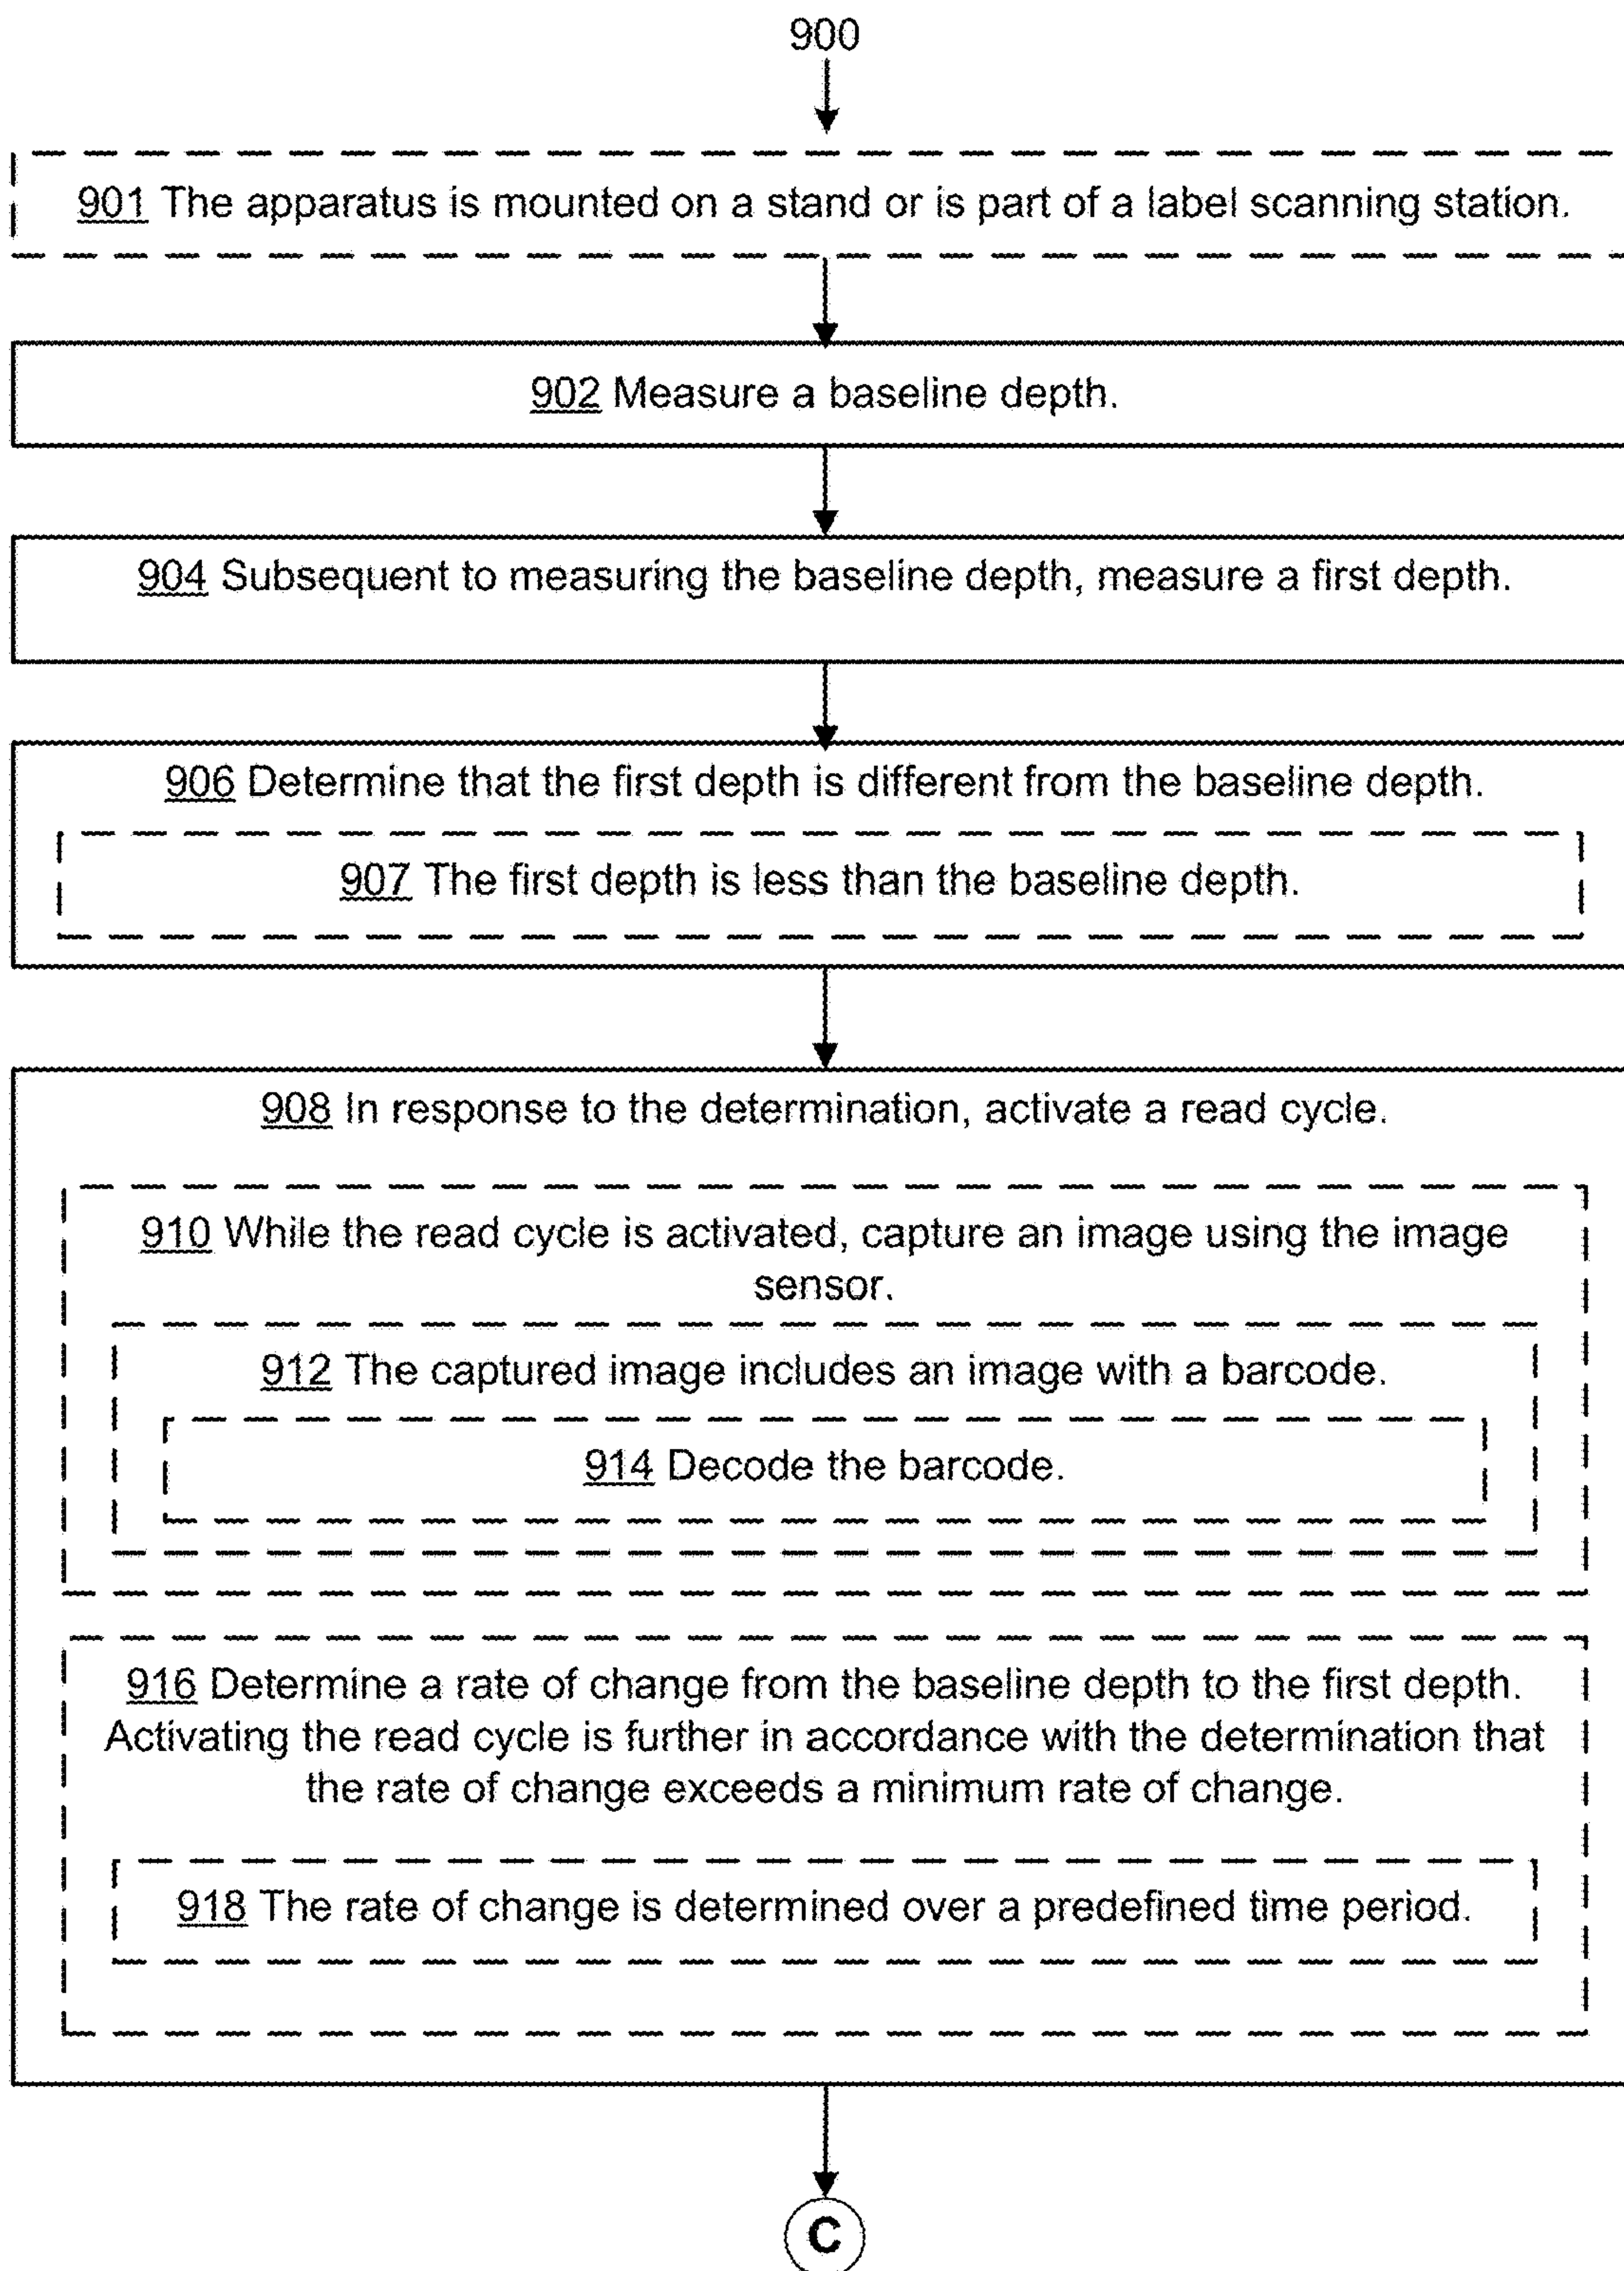 900
901 The apparatus is mounted on a stand or is part of a label scanning station.
902 Measure a baseline depth.
904 Subsequent to measuring the baseline depth, measure a first depth.
906 Determine that the first depth is different from the baseline depth.
907 The first depth is less than the baseline depth.
908 In response to the determination, activate a read cycle.
910 While the read cycle is activated, capture an image using the image
sensor.
912 The captured image includes an image with a barcode.
914 Decode the barcode.
916 Determine a rate of change from the baseline depth to the first depth.
Activating the read cycle is further in accordance with the determination that
the rate of change exceeds a minimum rate of change.
918 The rate of change is determined over a predefined time period.
C